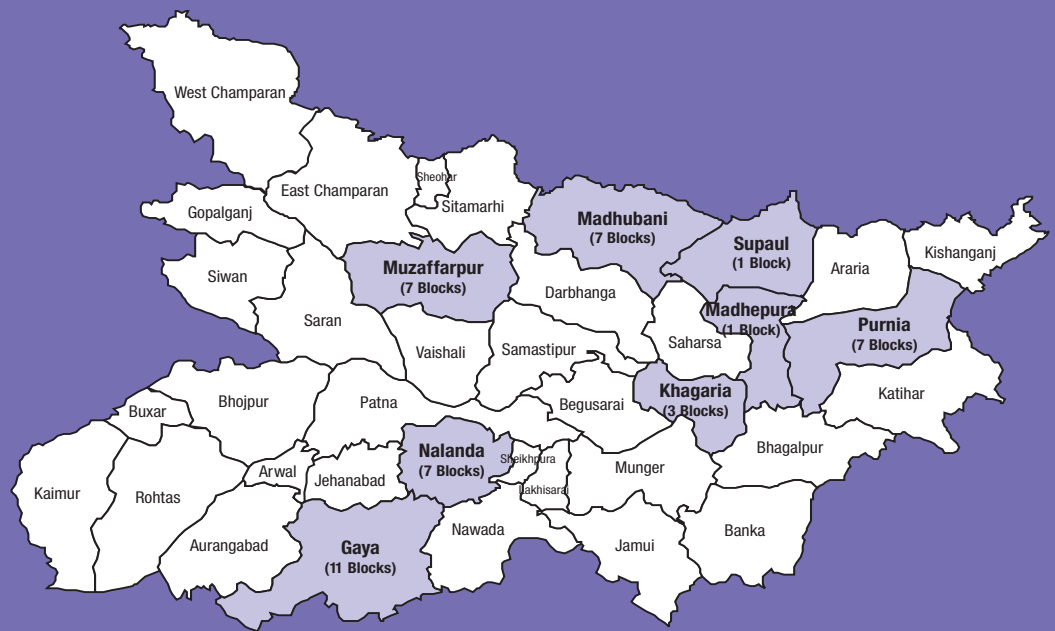 West Champaran
Sheohar
East Champaran
Sitamarhi
Gopalganj
Madhubani
(7 Blocks)
Supaul
(1 Block)
Kishanganj
Araria
Siwan
Muzaffarpur
(7 Blocks)
Darbhanga
Madhepura
(1 Block)
Purnia
(7 Blocks)
Saran
Vaishali
Samastipur
Saharsa
Khagaria
(3 Blocks)
Katihar
Buxar
Bhojpur
Patna
Begusarai
Bhagalpur
Nalanda
(7 Blocks)
Sheikhpura
Munger
Arwal
Jehanabad
Lakhisarai
Kaimur
Rohtas
Nawada
Banka
Aurangabad
Gaya
(11 Blocks)
Jamui